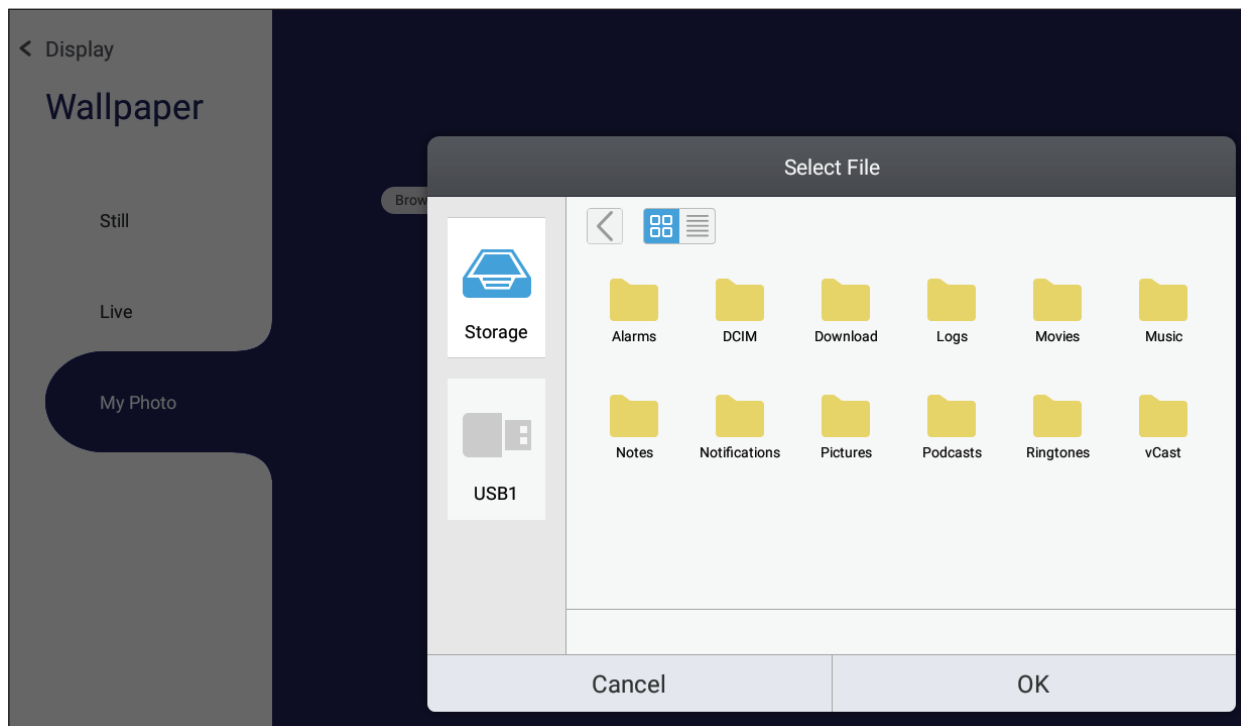 Display
Wallpaper
Still
Live
My Photo
Brow
Select File
Storage
USB1
Alarms DCIM Download Logs Movies Music
Notes Notifications Pictures Podcasts Ringtones vCast
Cancel OK